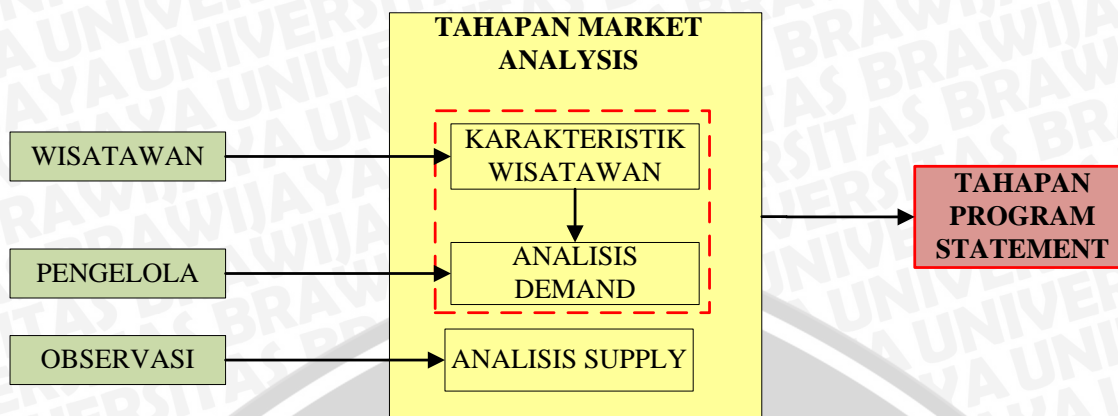 TAHAPAN MARKET
ANALYSIS
WISATAWAN
KARAKTERISTIK
WISATAWAN
PENGELOLA
ANALISIS
DEMAND
OBSERVASI
ANALISIS SUPPLY
TAHAPAN
PROGRAM
STATEMENT